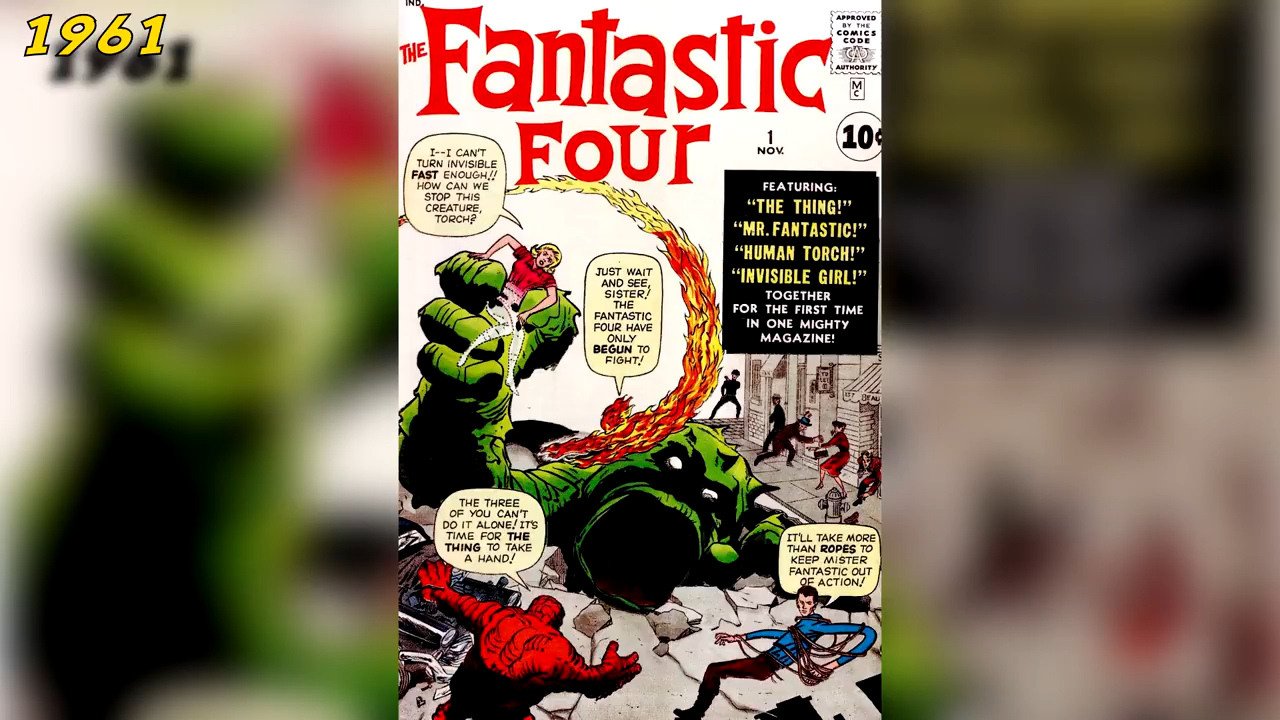 1961
IND.
THE
Fantastic
Four
APPROVED
BY THE
COMICS
CODE
AUTHORITY
M
C
1
NOV.
10¢
I--I CAN'T
TURN INVISIBLE
FAST ENOUGH!!
HOW CAN WE
STOP THIS
CREATURE,
TORCH?
FEATURING:
"THE THING!"
"MR. FANTASTIC!"
"HUMAN TORCH!"
"INVISIBLE GIRL!"
TOGETHER
FOR THE FIRST TIME
IN ONE MIGHTY
MAGAZINE!
JUST WAIT
AND SEE,
SISTER!
THE
FANTASTIC
FOUR HAVE
ONLY
BEGUN TO
FIGHT!
BEAU
THE THREE
OF YOU CAN'T
DO IT ALONE! IT'S
TIME FOR THE
THING TO TAKE
A HAND!
IT'LL TAKE MORE
THAN ROPES TO
KEEP MISTER
FANTASTIC OUT
OF ACTION!